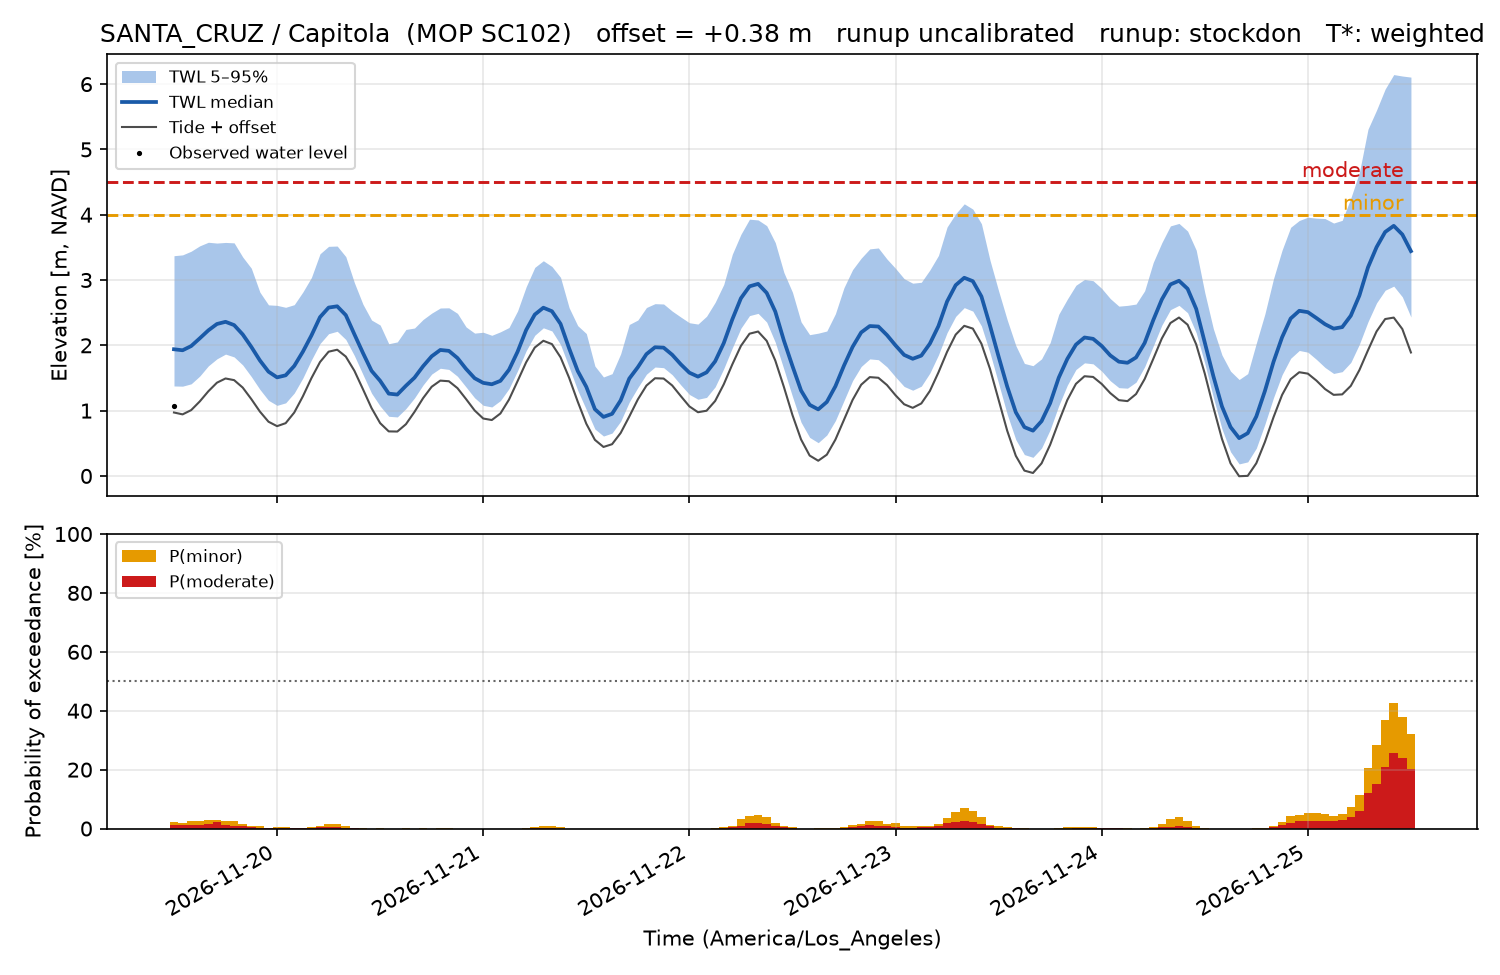 SANTA_CRUZ / Capitola  (MOP SC102)   offset = +0.38 m   runup uncalibrated   runup: stockdon   T*: weighted
TWL 5–95%
TWL median
Tide + offset
Observed water level
Elevation [m, NAVD]
6
5
4
3
2
1
0
moderate
minor
P(minor)
P(moderate)
Probability of exceedance [%]
100
80
60
40
20
0
2026-11-20
2026-11-21
2026-11-22
2026-11-23
2026-11-24
2026-11-25
Time (America/Los_Angeles)